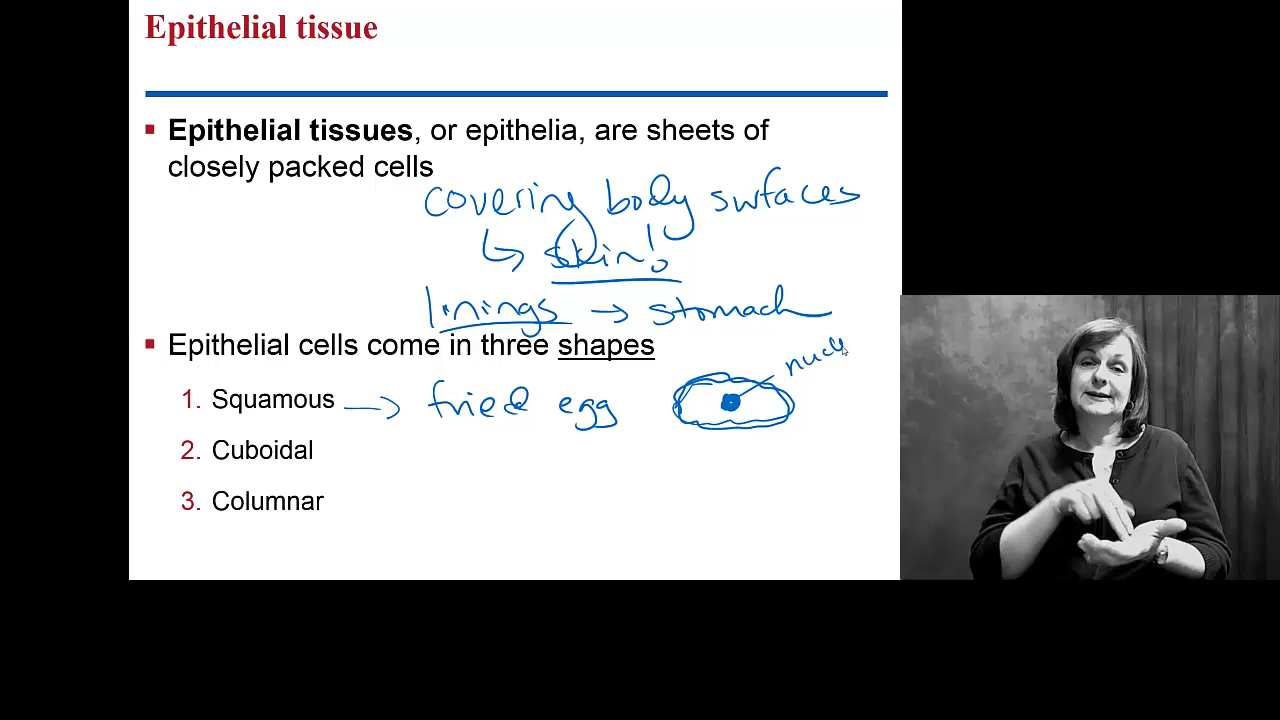 Epithelial tissue
▪ Epithelial tissues, or epithelia, are sheets of
closely packed cells
covering body surfaces
↳ skin!
linings → stomach
▪ Epithelial cells come in three shapes
1. Squamous → fried egg
nucle
2. Cuboidal
3. Columnar